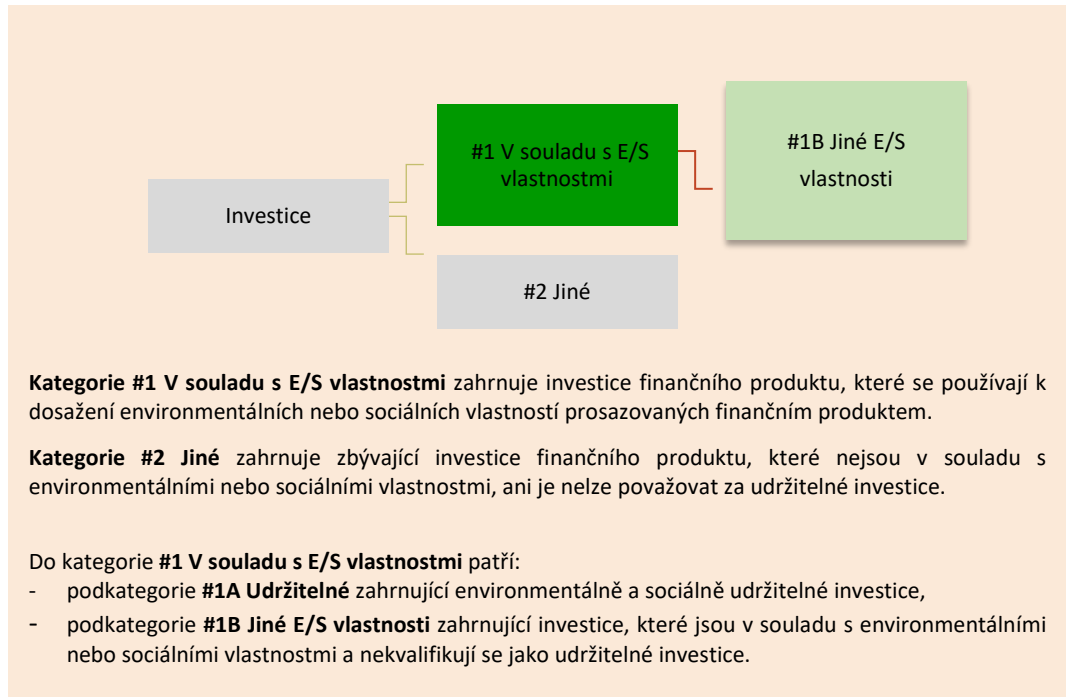 #1 V souladu s E/S
vlastnostmi
#1B Jiné E/S
vlastnosti
Investice
#2 Jiné
Kategorie #1 V souladu s E/S vlastnostmi zahrnuje investice finančního produktu, které se používají k
dosažení environmentálních nebo sociálních vlastností prosazovaných finančním produktem.
Kategorie #2 Jiné zahrnuje zbývající investice finančního produktu, které nejsou v souladu s
environmentálními nebo sociálními vlastnostmi, ani je nelze považovat za udržitelné investice.
Do kategorie #1 V souladu s E/S vlastnostmi patří:
- podkategorie #1A Udržitelné zahrnující environmentálně a sociálně udržitelné investice,
- podkategorie #1B Jiné E/S vlastnosti zahrnující investice, které jsou v souladu s environmentálními
nebo sociálními vlastnostmi a nekvalifikují se jako udržitelné investice.